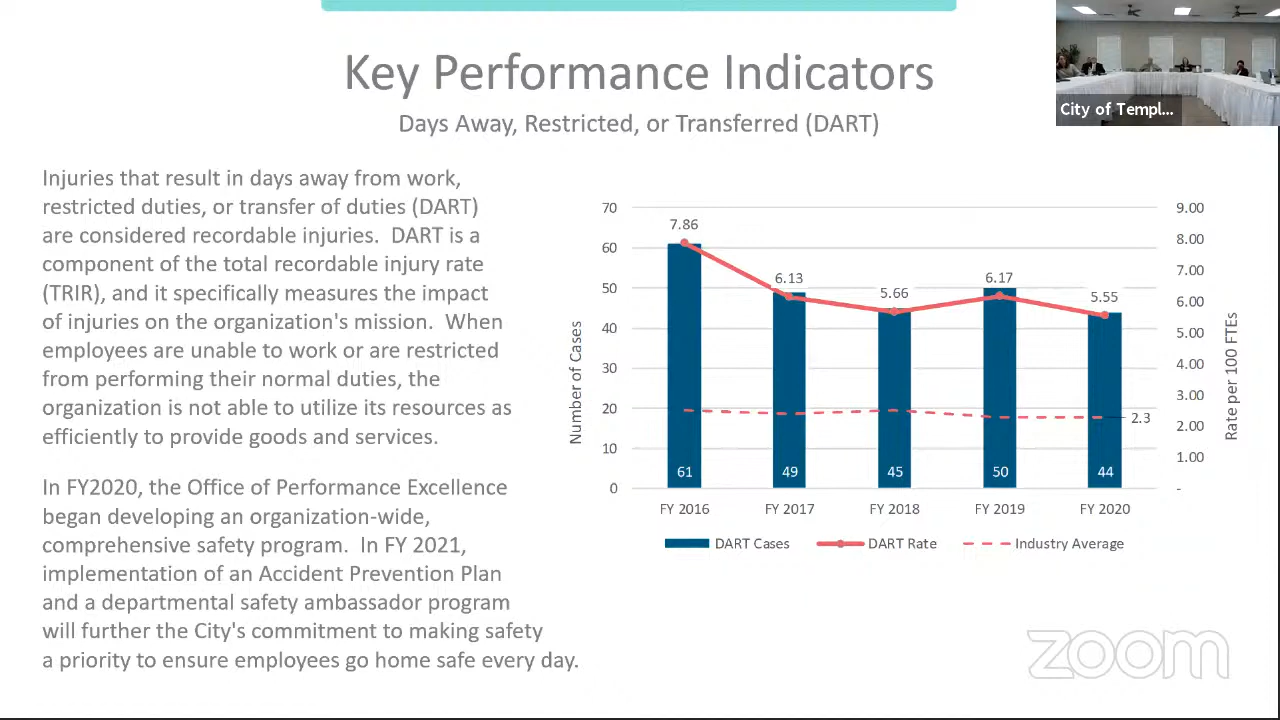 Key Performance Indicators
Days Away, Restricted, or Transferred (DART)
City of Templ...
Injuries that result in days away from work,
restricted duties, or transfer of duties (DART)
are considered recordable injuries.  DART is a
component of the total recordable injury rate
(TRIR), and it specifically measures the impact
of injuries on the organization's mission.  When
employees are unable to work or are restricted
from performing their normal duties, the
organization is not able to utilize its resources as
efficiently to provide goods and services.
In FY2020, the Office of Performance Excellence
began developing an organization-wide,
comprehensive safety program.  In FY 2021,
implementation of an Accident Prevention Plan
and a departmental safety ambassador program
will further the City's commitment to making safety
a priority to ensure employees go home safe every day.
Number of Cases
70
60
50
40
30
20
10
0
7.86
6.13
5.66
6.17
5.55
2.3
61
49
45
50
44
9.00
8.00
7.00
6.00
5.00
4.00
3.00
2.00
1.00
-
Rate per 100 FTEs
FY 2016
FY 2017
FY 2018
FY 2019
FY 2020
DART Cases
DART Rate
Industry Average
zoom